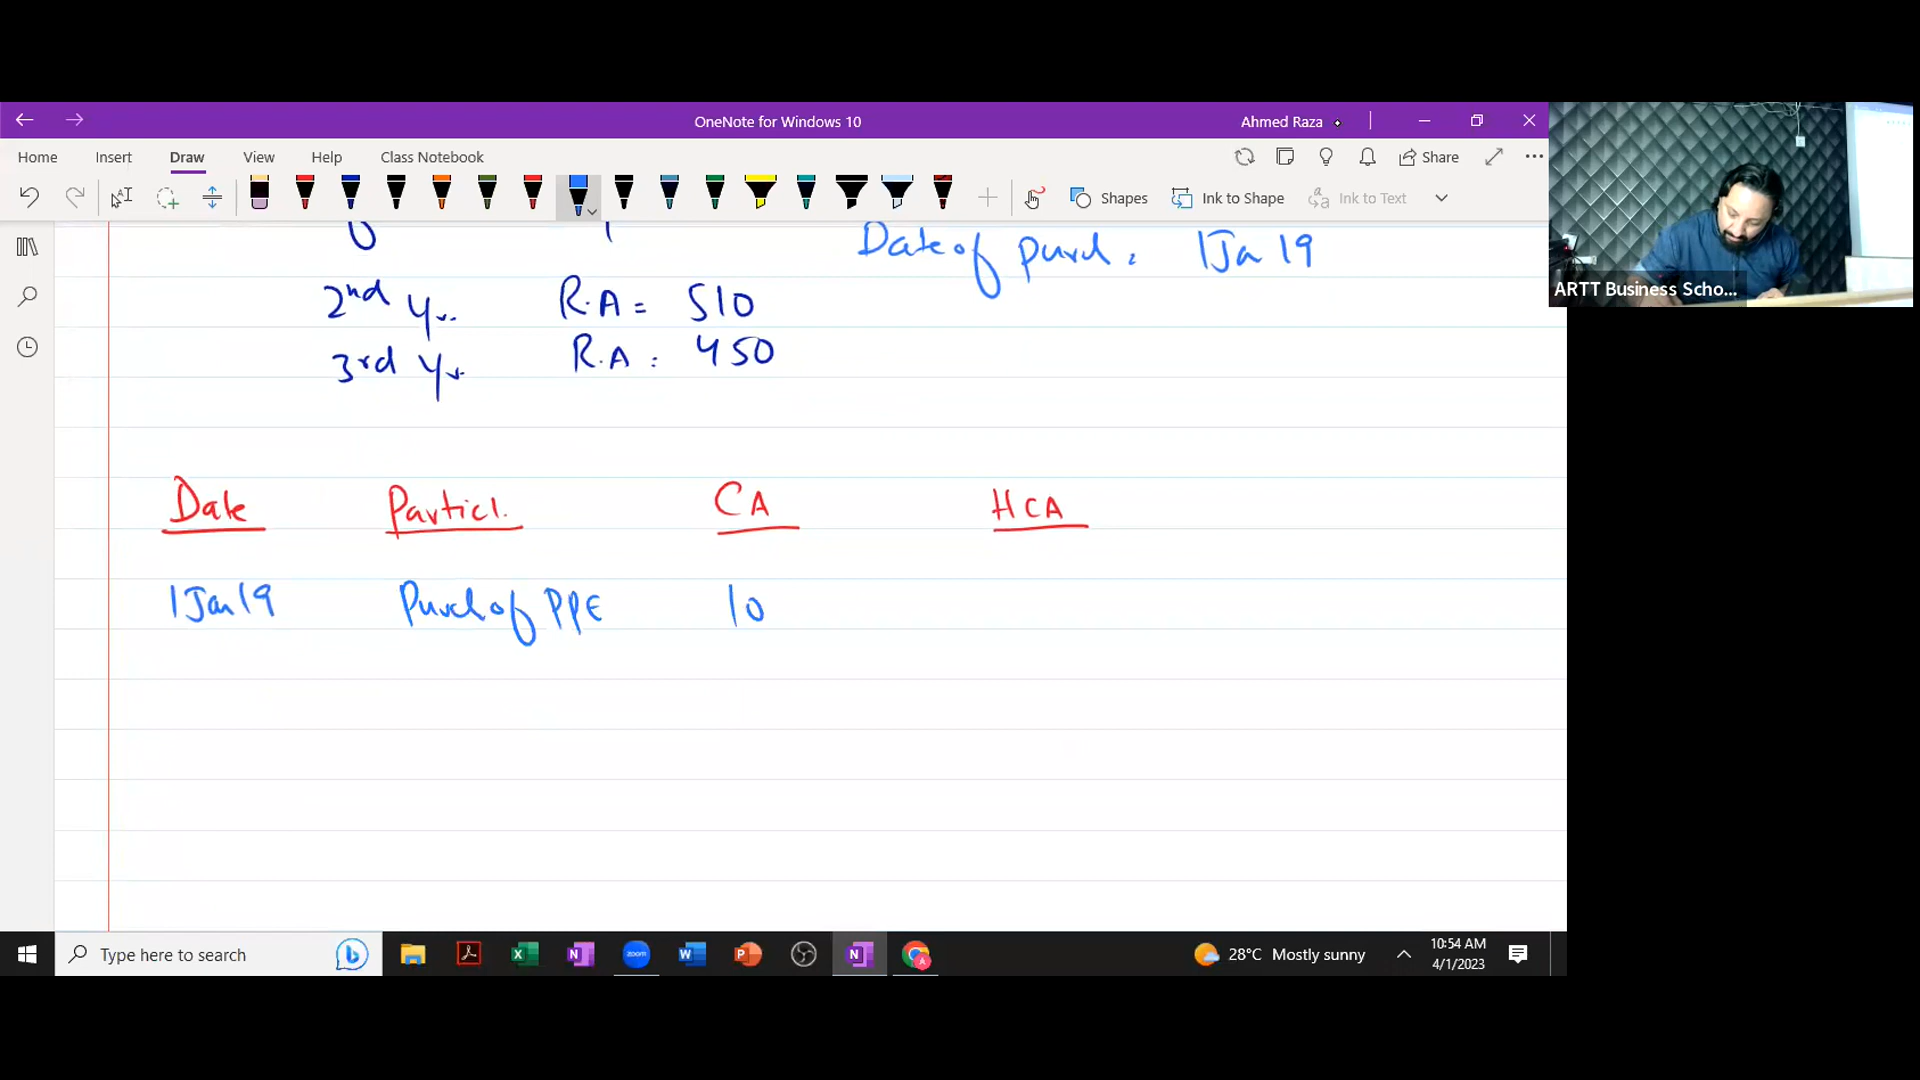 OneNote for Windows 10
Ahmed Raza
Home Insert Draw View Help Class Notebook
Share
Shapes Ink to Shape Ink to Text
Date of purch: 1 Jan 19
2nd yr. R.A = 510
3rd yr. R.A : 450
Date Particl. CA HCA
1 Jan 19 Purch of PPE 10
ARTT Business Scho...
Type here to search
28°C Mostly sunny
10:54 AM
4/1/2023